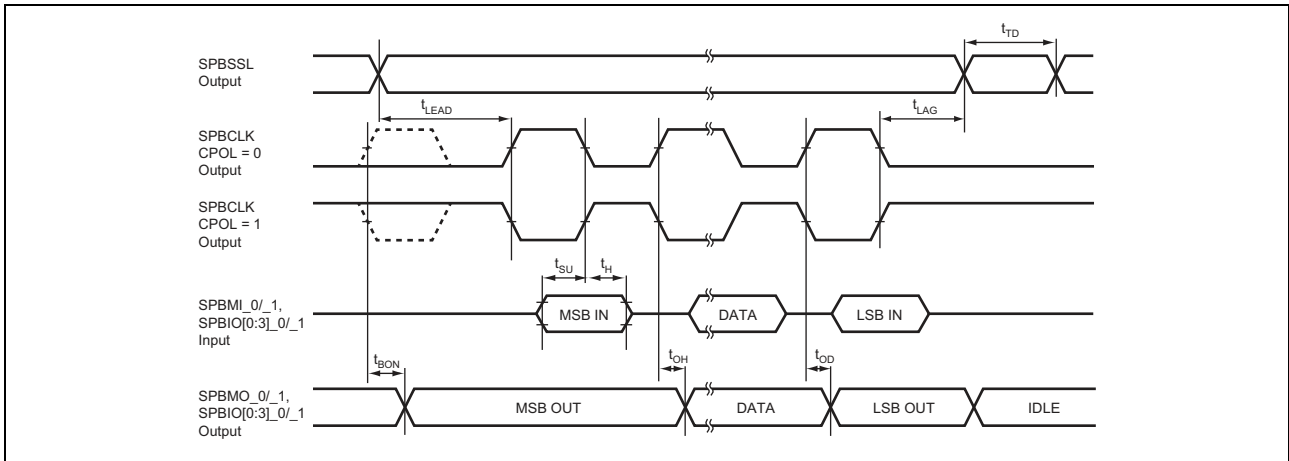 SPBSSL
Output
tTD
tLEAD
tLAG
SPBCLK
CPOL = 0
Output
SPBCLK
CPOL = 1
Output
tSU
tH
SPBMI_0/_1,
SPBIO[0:3]_0/_1
Input
MSB IN
DATA
LSB IN
tBON
tOH
tOD
SPBMO_0/_1,
SPBIO[0:3]_0/_1
Output
MSB OUT
DATA
LSB OUT
IDLE